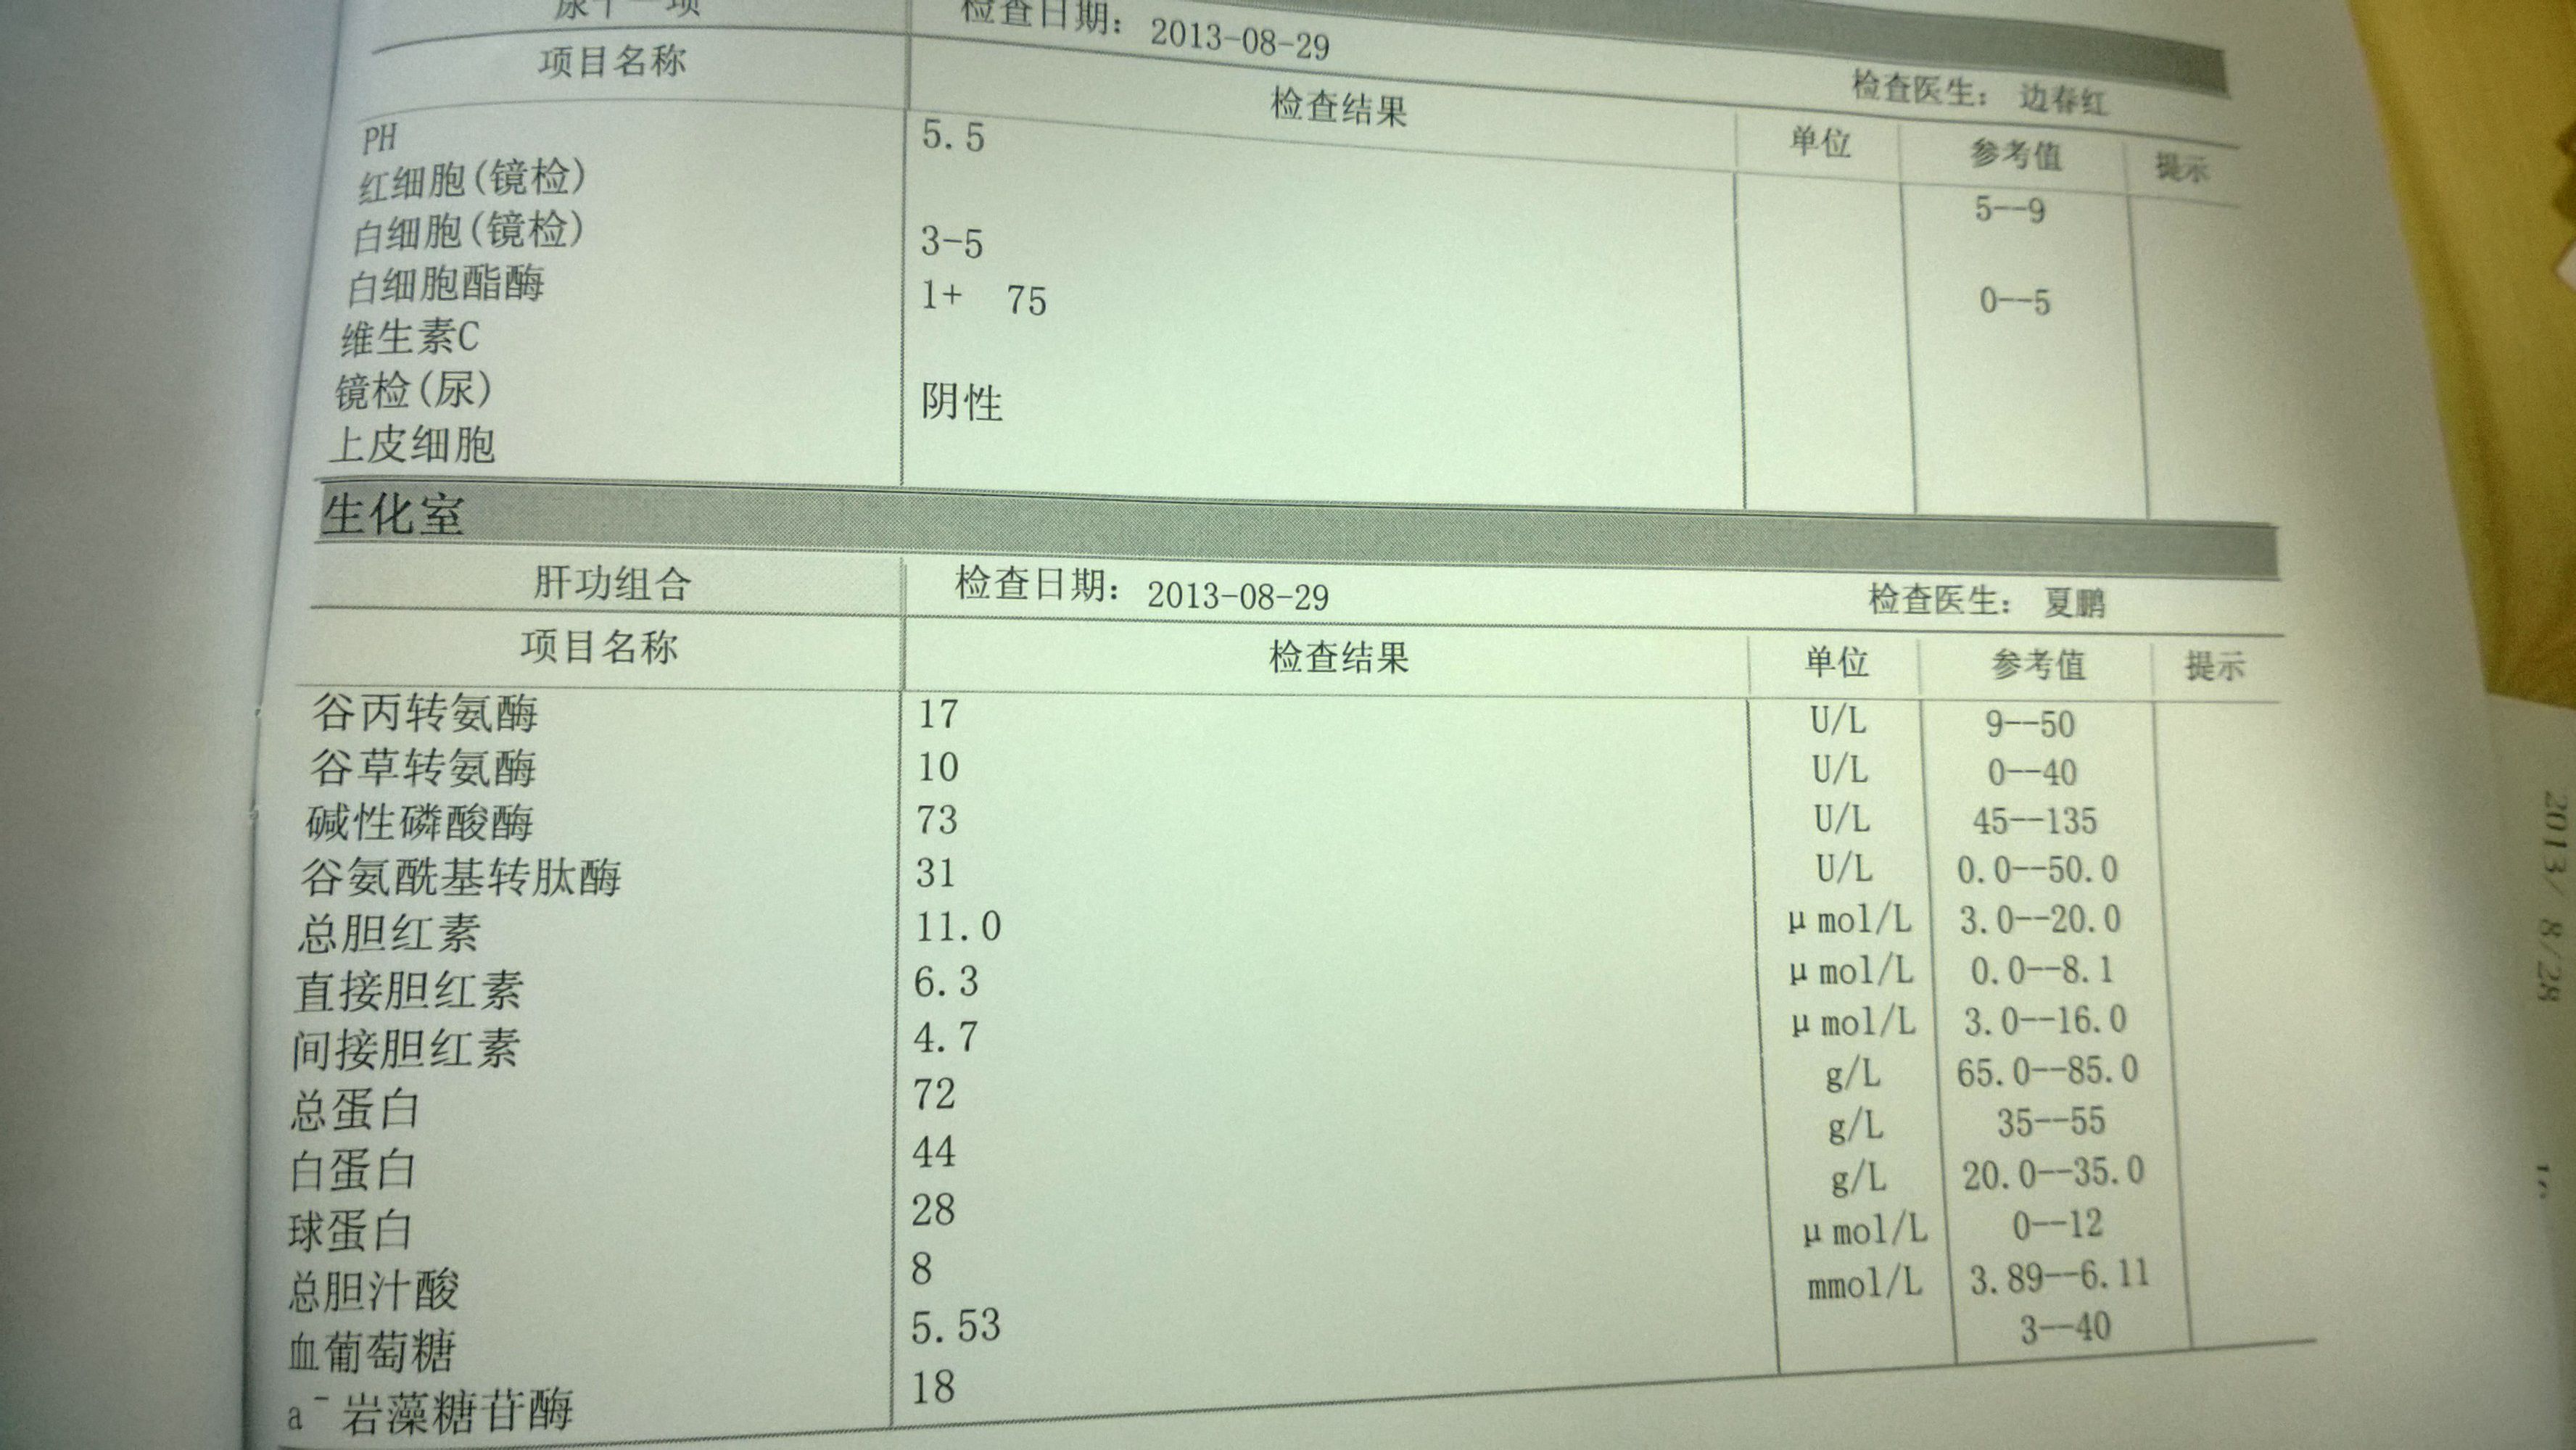 尿十一项 检查日期: 2013-08-29 检查医生: 边春红
项目名称 检查结果 单位 参考值 提示
PH 5.5 5--9
红细胞(镜检)
白细胞(镜检) 3-5 0--5
白细胞酯酶 1+ 75
维生素C
镜检(尿) 阴性
上皮细胞
生化室
肝功组合 检查日期: 2013-08-29 检查医生: 夏鹏
项目名称 检查结果 单位 参考值 提示
谷丙转氨酶 17 U/L 9--50
谷草转氨酶 10 U/L 0--40
碱性磷酸酶 73 U/L 45--135
谷氨酰基转肽酶 31 U/L 0.0--50.0
总胆红素 11.0 μmol/L 3.0--20.0
直接胆红素 6.3 μmol/L 0.0--8.1
间接胆红素 4.7 μmol/L 3.0--16.0
总蛋白 72 g/L 65.0--85.0
白蛋白 44 g/L 35--55
球蛋白 28 g/L 20.0--35.0
总胆汁酸 8 μmol/L 0--12
血葡萄糖 5.53 mmol/L 3.89--6.11
a-岩藻糖苷酶 18 3--40
2013/ 8/28